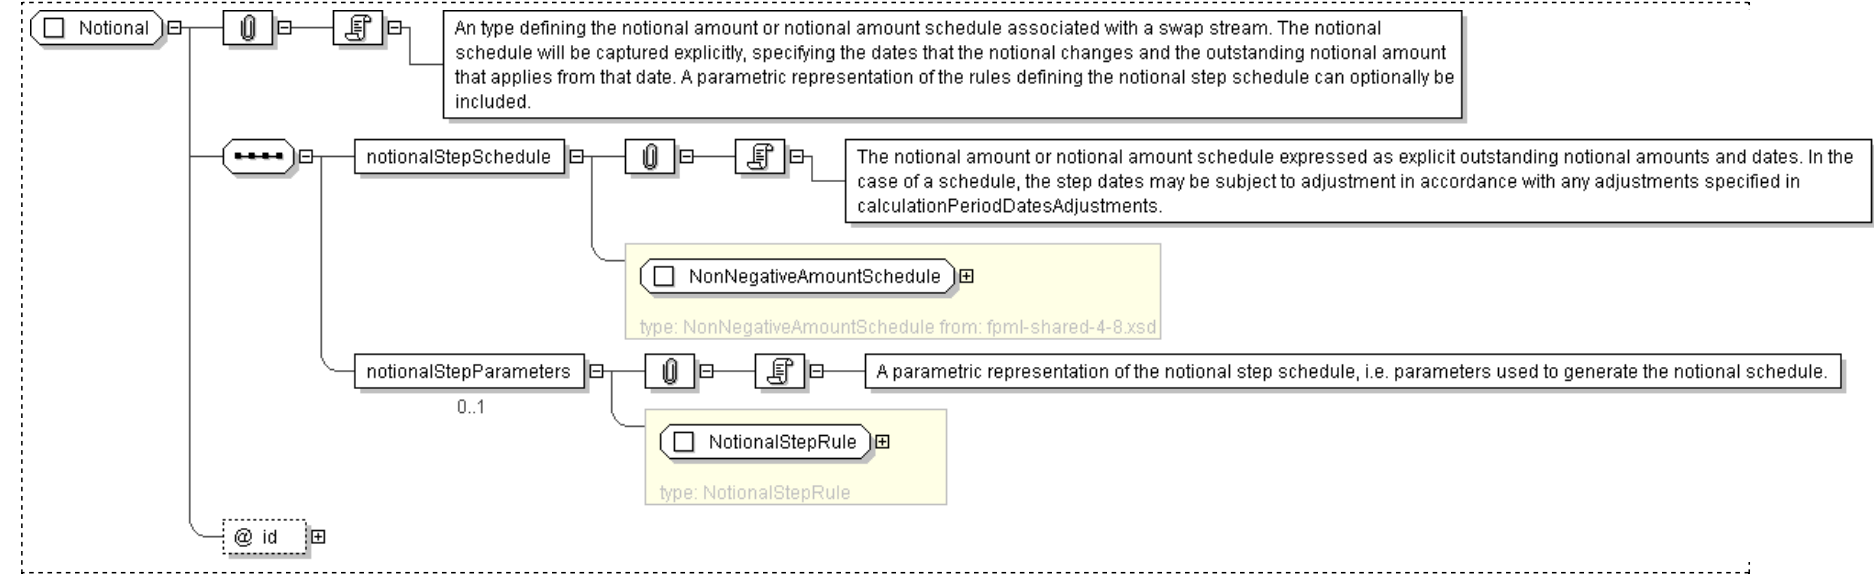 Notional
An type defining the notional amount or notional amount schedule associated with a swap stream. The notional
schedule will be captured explicitly, specifying the dates that the notional changes and the outstanding notional amount
that applies from that date. A parametric representation of the rules defining the notional step schedule can optionally be
included.
notionalStepSchedule
The notional amount or notional amount schedule expressed as explicit outstanding notional amounts and dates. In the
case of a schedule, the step dates may be subject to adjustment in accordance with any adjustments specified in
calculationPeriodDatesAdjustments.
NonNegativeAmountSchedule
type: NonNegativeAmountSchedule from: fpml-shared-4-8.xsd
notionalStepParameters
A parametric representation of the notional step schedule, i.e. parameters used to generate the notional schedule.
0..1
NotionalStepRule
type: NotionalStepRule
@ id